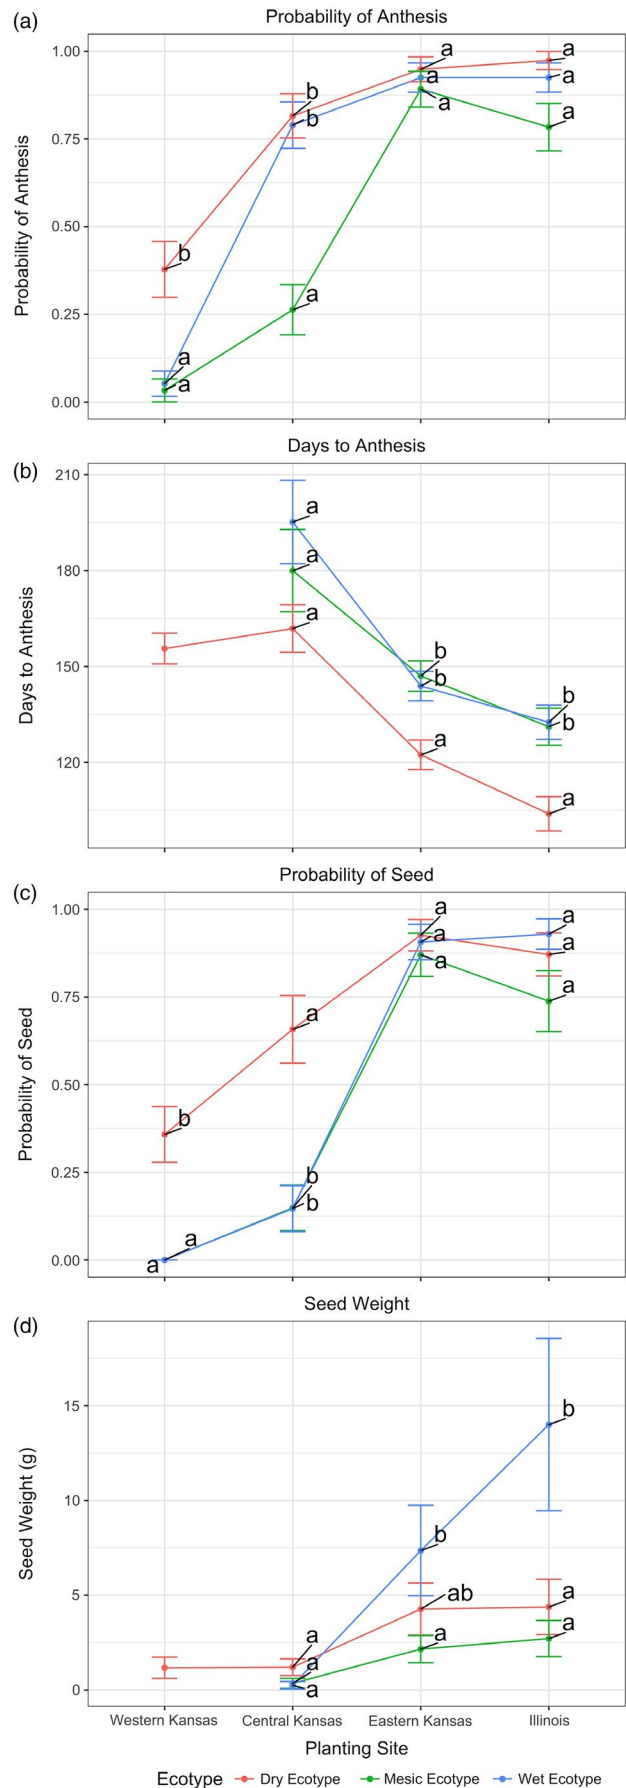 (a)
Probability of Anthesis
Probability of Anthesis
1.00
0.75
0.50
0.25
0.00
b
a
a
b
b
a
a
a
a
a
a
a
(b)
Days to Anthesis
Days to Anthesis
210
180
150
120
a
a
a
b
b
a
b
b
a
(c)
Probability of Seed
Probability of Seed
1.00
0.75
0.50
0.25
0.00
b
a
a
a
b
b
a
a
a
a
a
a
(d)
Seed Weight
Seed Weight (g)
15
10
5
0
a
a
a
b
ab
a
b
a
a
Western Kansas Central Kansas Eastern Kansas Illinois
Planting Site
Ecotype Dry Ecotype Mesic Ecotype Wet Ecotype